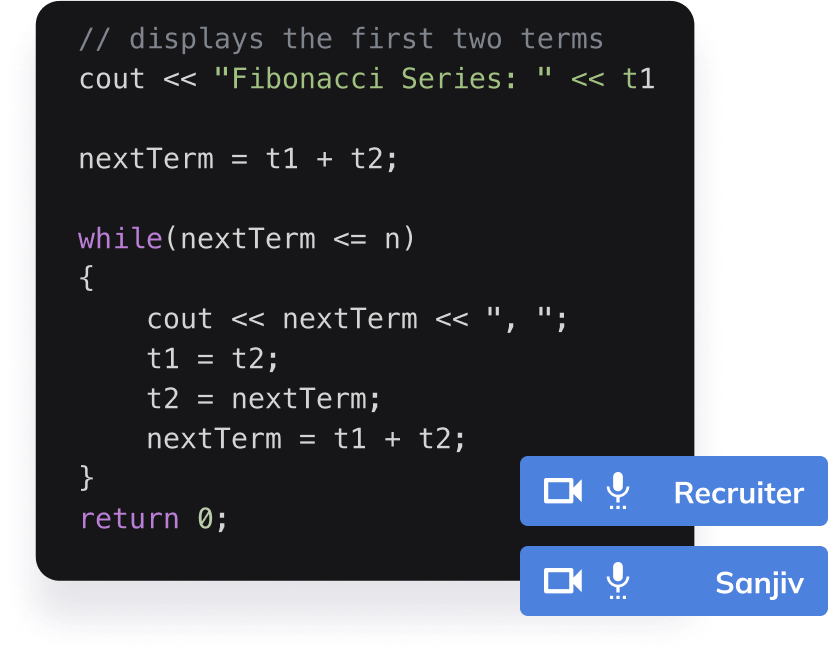 // displays the first two terms
cout << "Fibonacci Series: " << t1
nextTerm = t1 + t2;
while(nextTerm <= n)
{
    cout << nextTerm << ", ";
    t1 = t2;
    t2 = nextTerm;
    nextTerm = t1 + t2;
}
return 0;
Recruiter
Sanjiv